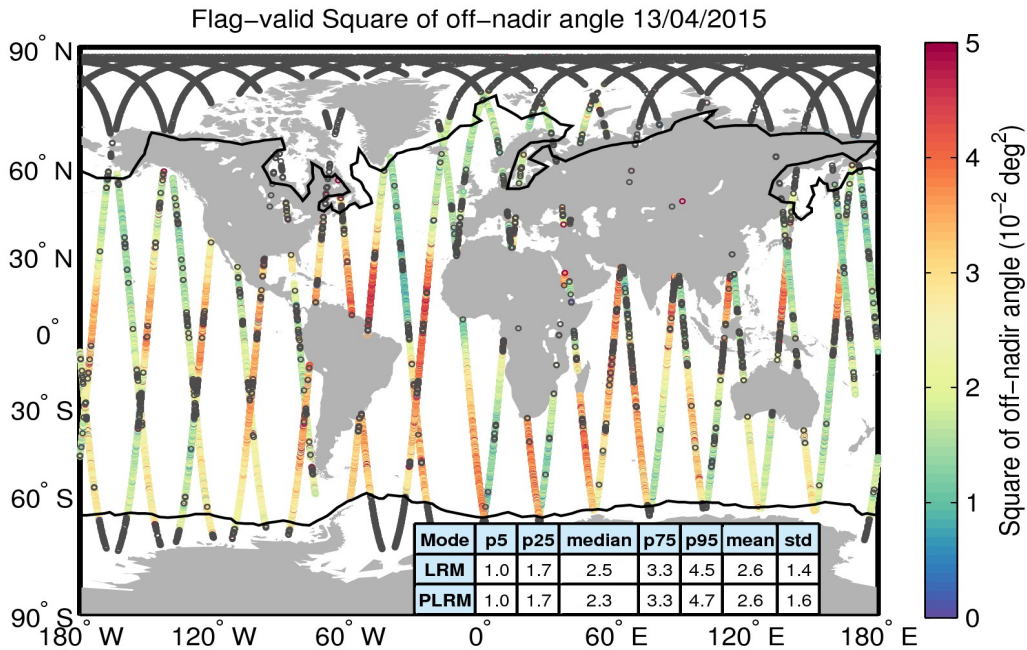 Flag−valid Square of off−nadir angle 13/04/2015
90° N
60° N
30° N
0°
30° S
60° S
90° S
180° W
120° W
60° W
0°
60° E
120° E
180° E
Mode p5 p25 median p75 p95 mean std
LRM 1.0 1.7 2.5 3.3 4.5 2.6 1.4
PLRM 1.0 1.7 2.3 3.3 4.7 2.6 1.6
5
4
3
2
1
0
Square of off−nadir angle (10⁻² deg²)